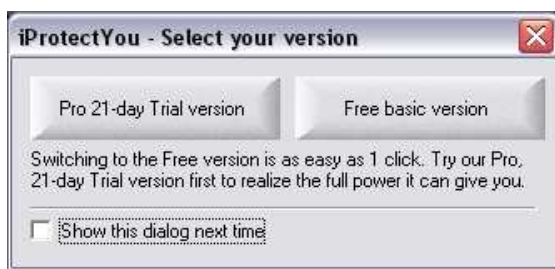 iProtectYou - Select your version
Pro 21-day Trial version
Free basic version
Switching to the Free version is as easy as 1 click. Try our Pro,
21-day Trial version first to realize the full power it can give you.
Show this dialog next time